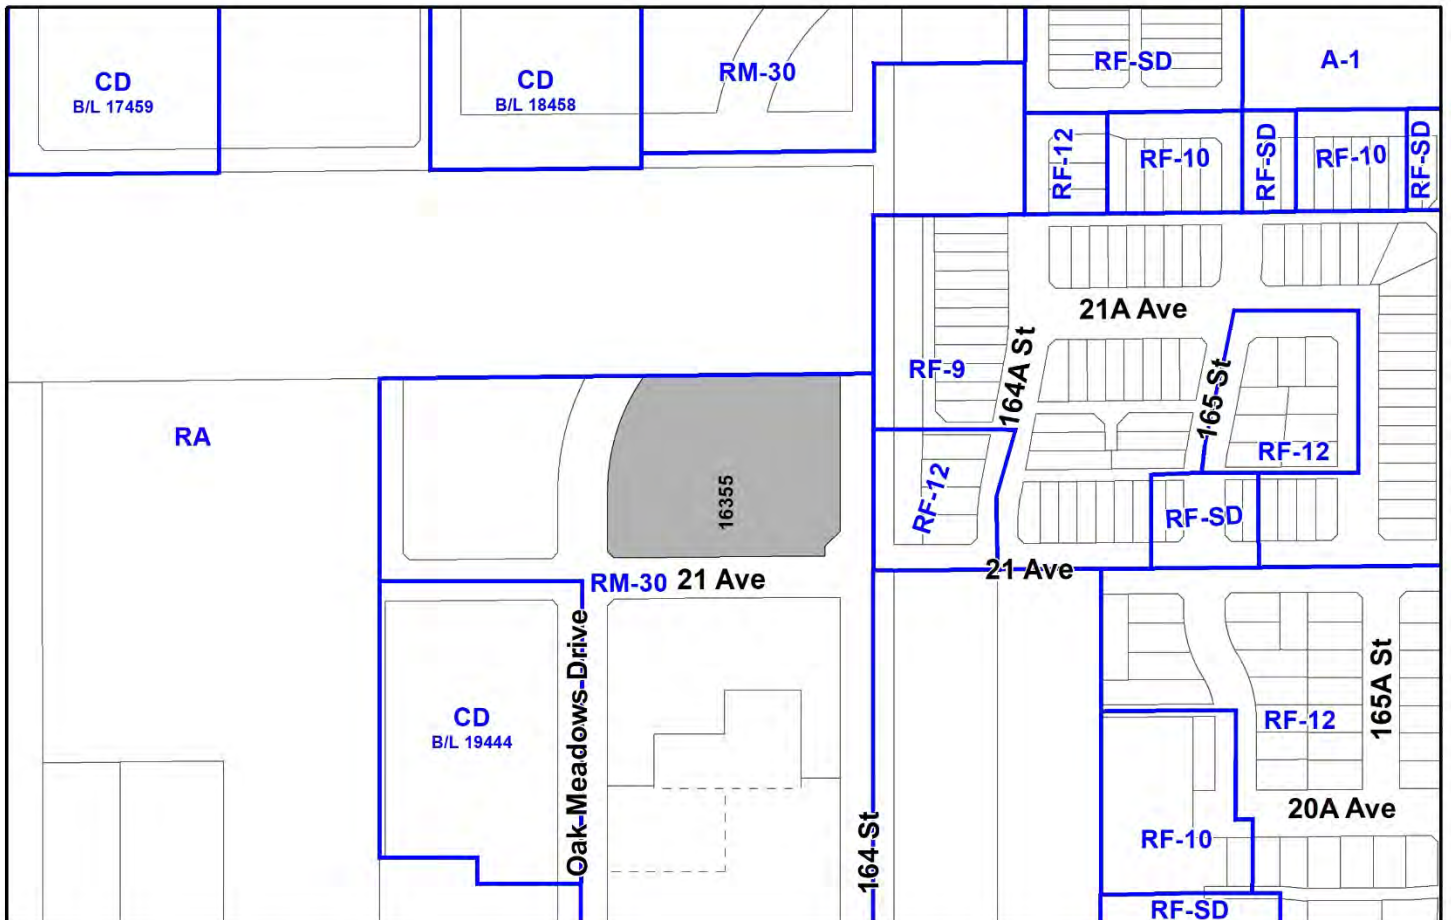 CD
B/L 17459
CD
B/L 18458
RM-30
RF-SD
A-1
RF-12
RF-10
RF-SD
RF-10
RF-SD
21A Ave
RF-9
164A St
165 St
RA
RF-12
RF-12
16355
RF-SD
21 Ave
RM-30
21 Ave
Oak Meadows Drive
CD
B/L 19444
RF-12
165A St
164 St
20A Ave
RF-10
RF-SD